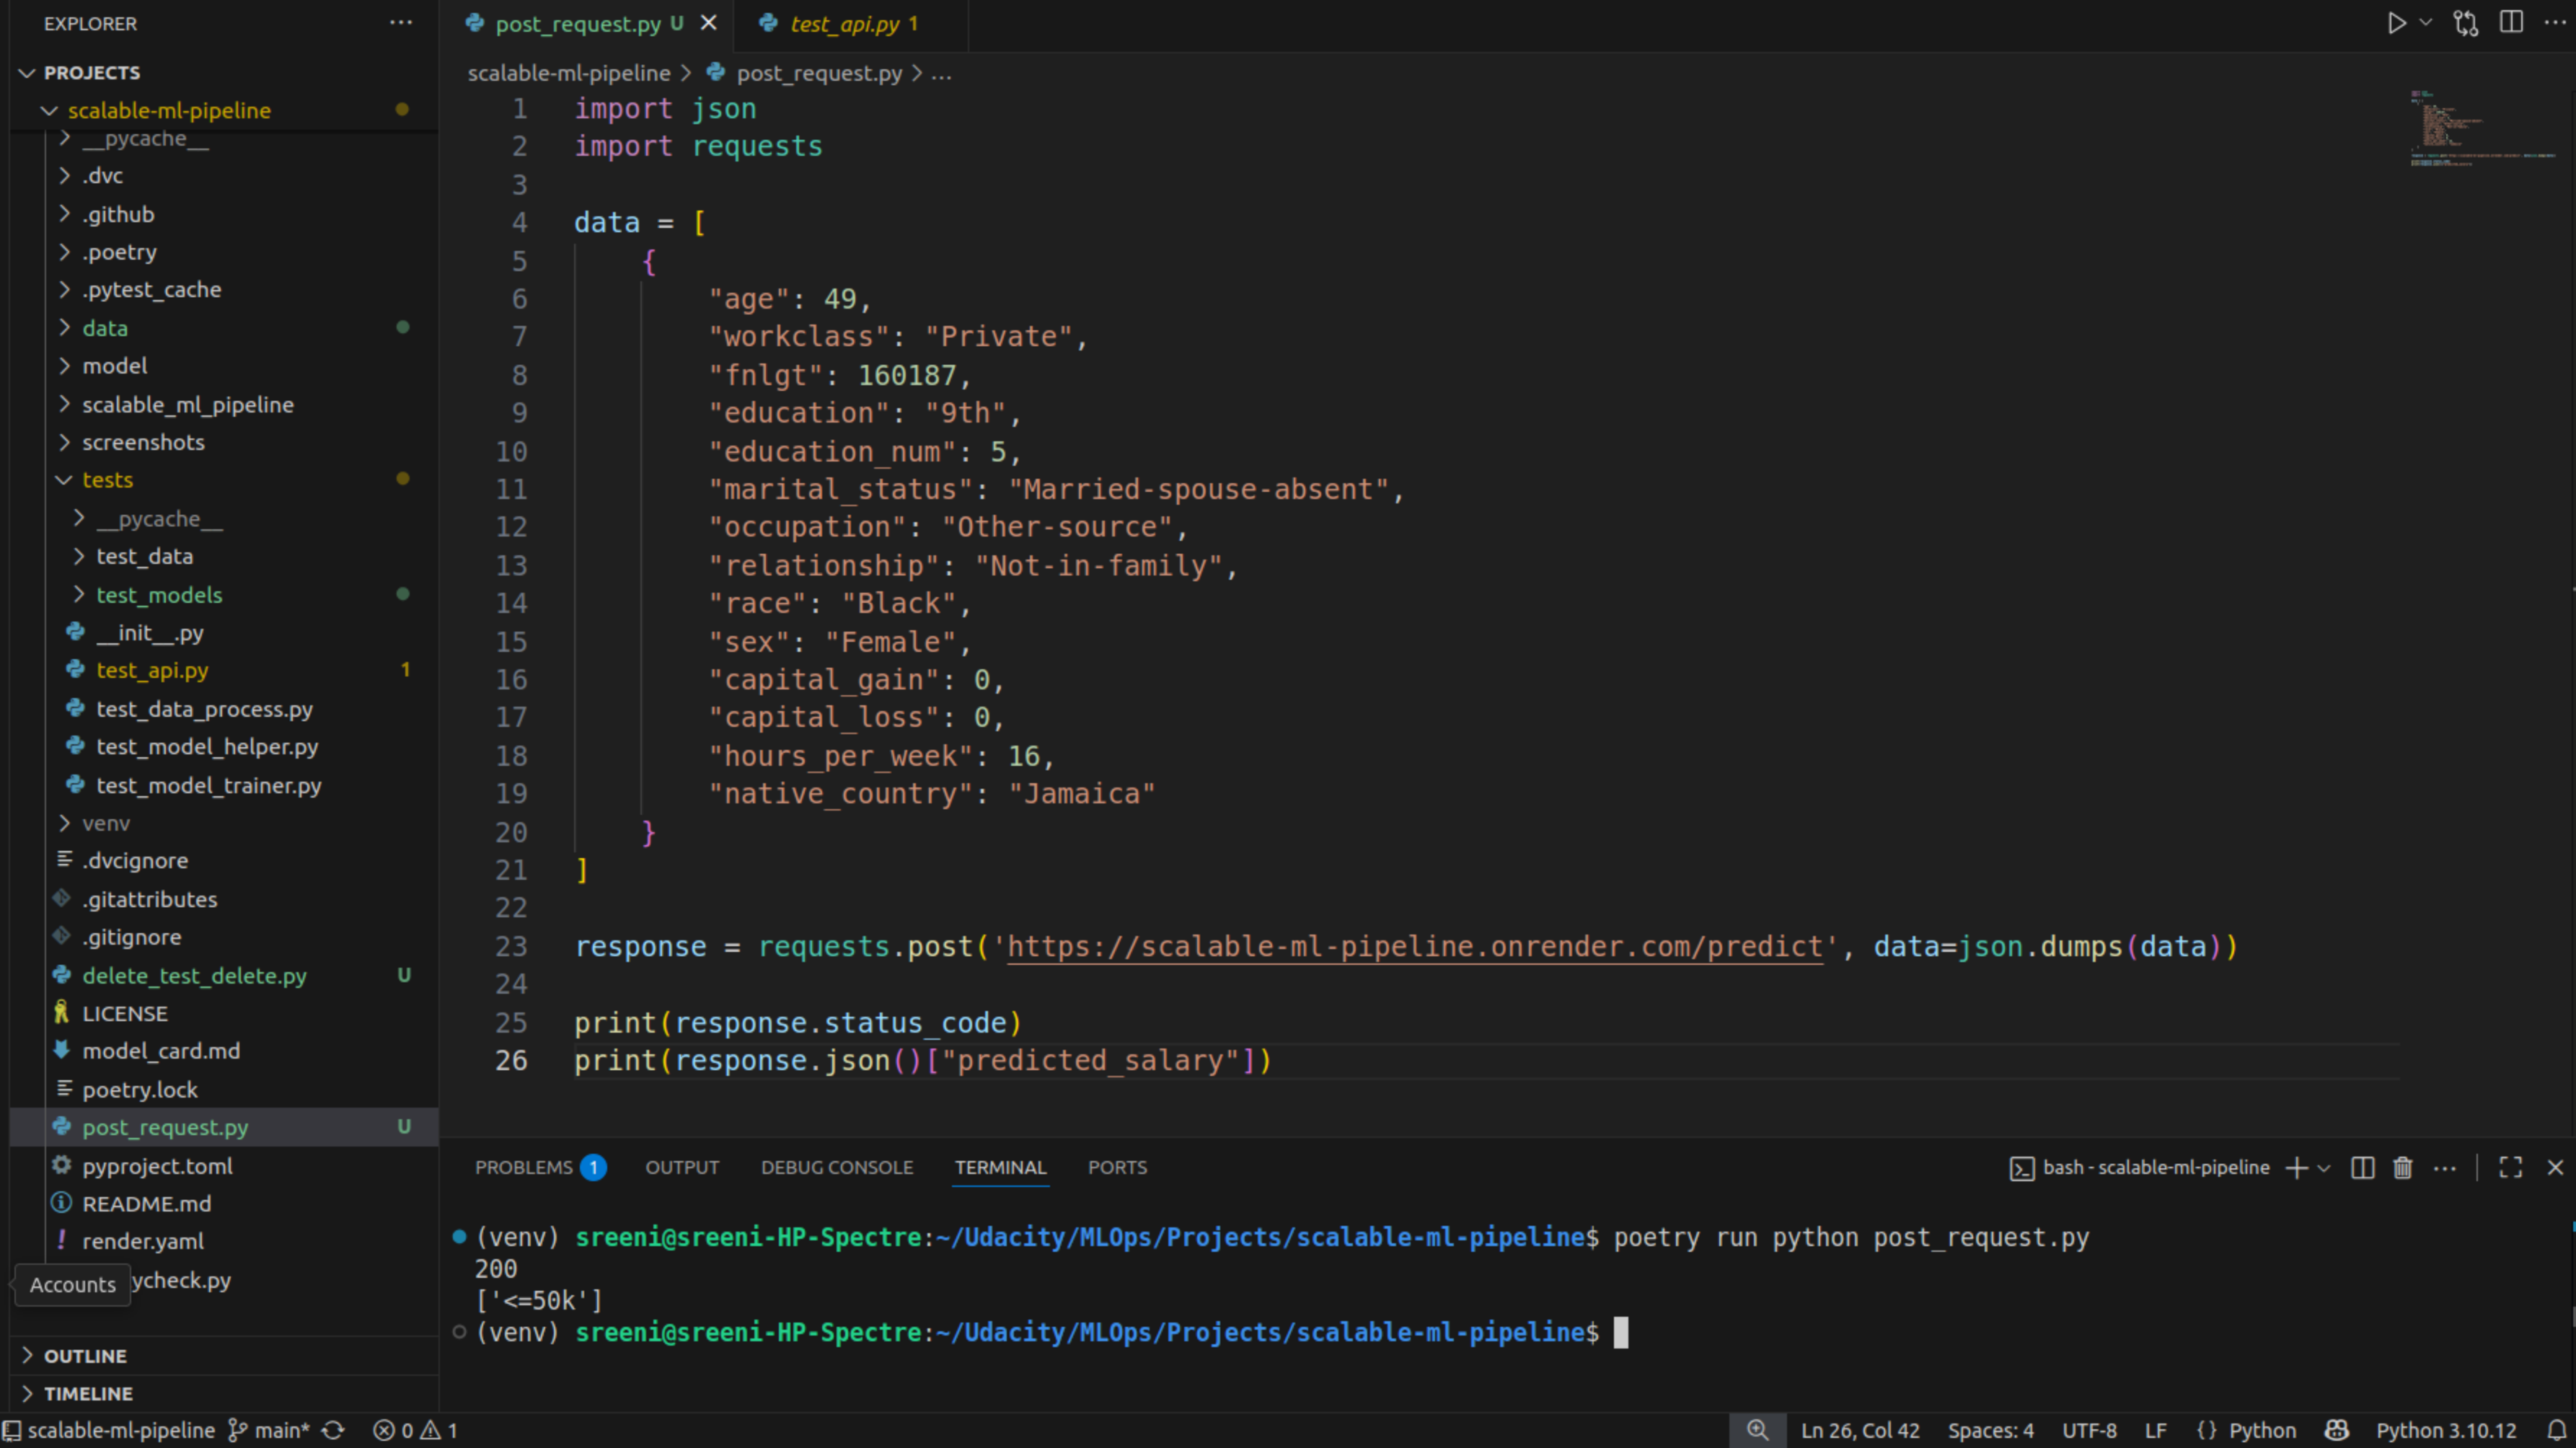 EXPLORER
PROJECTS
scalable-ml-pipeline
__pycache__
.dvc
.github
.poetry
.pytest_cache
data
model
scalable_ml_pipeline
screenshots
tests
__pycache__
test_data
test_models
__init__.py
test_api.py 1
test_data_process.py
test_model_helper.py
test_model_trainer.py
venv
.dvcignore
.gitattributes
.gitignore
delete_test_delete.py U
LICENSE
model_card.md
poetry.lock
post_request.py U
pyproject.toml
README.md
render.yaml
Accounts ycheck.py
OUTLINE
TIMELINE
post_request.py U test_api.py 1
scalable-ml-pipeline > post_request.py > ...
1 import json
2 import requests
3
4 data = [
5 {
6 "age": 49,
7 "workclass": "Private",
8 "fnlgt": 160187,
9 "education": "9th",
10 "education_num": 5,
11 "marital_status": "Married-spouse-absent",
12 "occupation": "Other-source",
13 "relationship": "Not-in-family",
14 "race": "Black",
15 "sex": "Female",
16 "capital_gain": 0,
17 "capital_loss": 0,
18 "hours_per_week": 16,
19 "native_country": "Jamaica"
20 }
21 ]
22
23 response = requests.post('https://scalable-ml-pipeline.onrender.com/predict', data=json.dumps(data))
24
25 print(response.status_code)
26 print(response.json()["predicted_salary"])
PROBLEMS 1 OUTPUT DEBUG CONSOLE TERMINAL PORTS bash - scalable-ml-pipeline
(venv) sreeni@sreeni-HP-Spectre:~/Udacity/MLOps/Projects/scalable-ml-pipeline$ poetry run python post_request.py
200
['<=50k']
(venv) sreeni@sreeni-HP-Spectre:~/Udacity/MLOps/Projects/scalable-ml-pipeline$
scalable-ml-pipeline main* 0 1 Ln 26, Col 42 Spaces: 4 UTF-8 LF {} Python Python 3.10.12